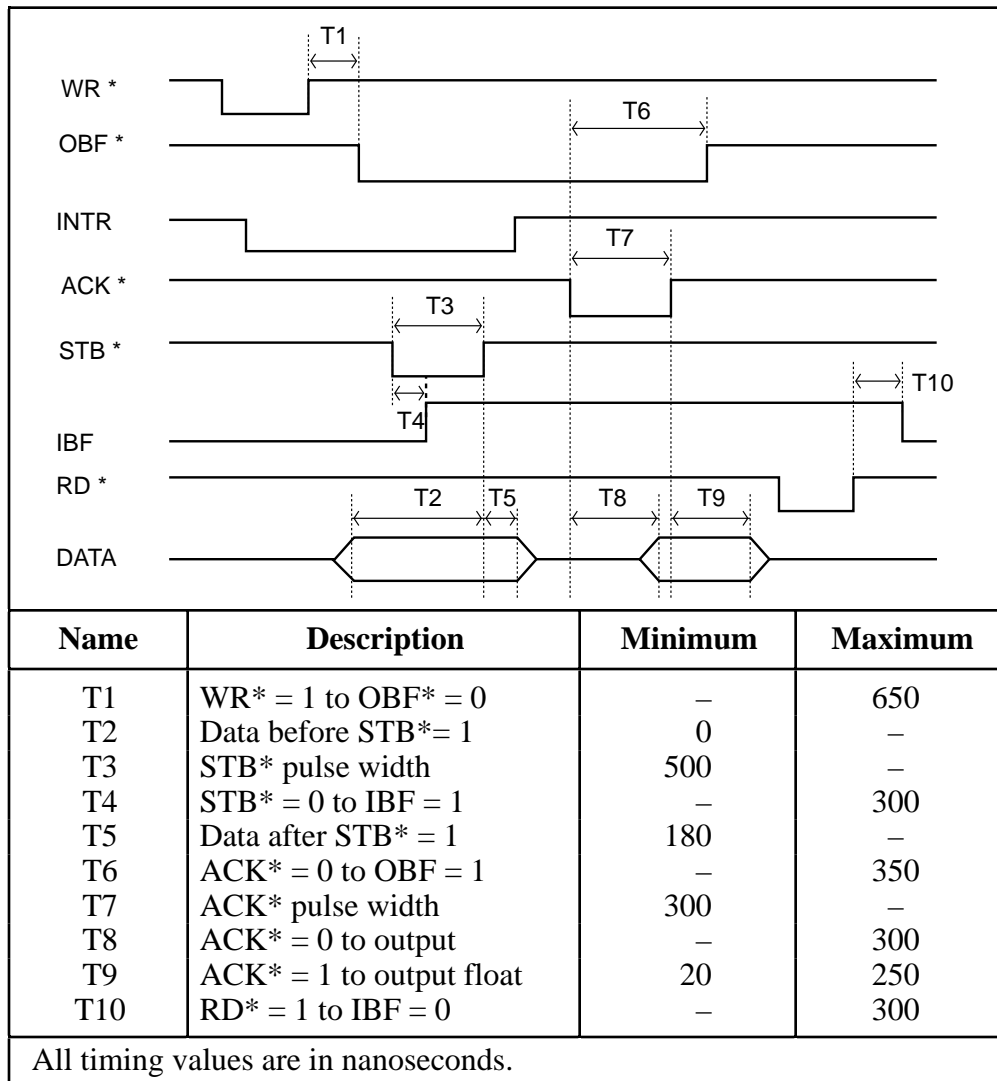 T1
WR *
T6
OBF *
INTR
T7
ACK *
T3
STB *
T10
T4
IBF
RD *
T2 T5 T8 T9
DATA
Name Description Minimum Maximum
T1 WR* = 1 to OBF* = 0 – 650
T2 Data before STB*= 1 0 –
T3 STB* pulse width 500 –
T4 STB* = 0 to IBF = 1 – 300
T5 Data after STB* = 1 180 –
T6 ACK* = 0 to OBF = 1 – 350
T7 ACK* pulse width 300 –
T8 ACK* = 0 to output – 300
T9 ACK* = 1 to output float 20 250
T10 RD* = 1 to IBF = 0 – 300
All timing values are in nanoseconds.